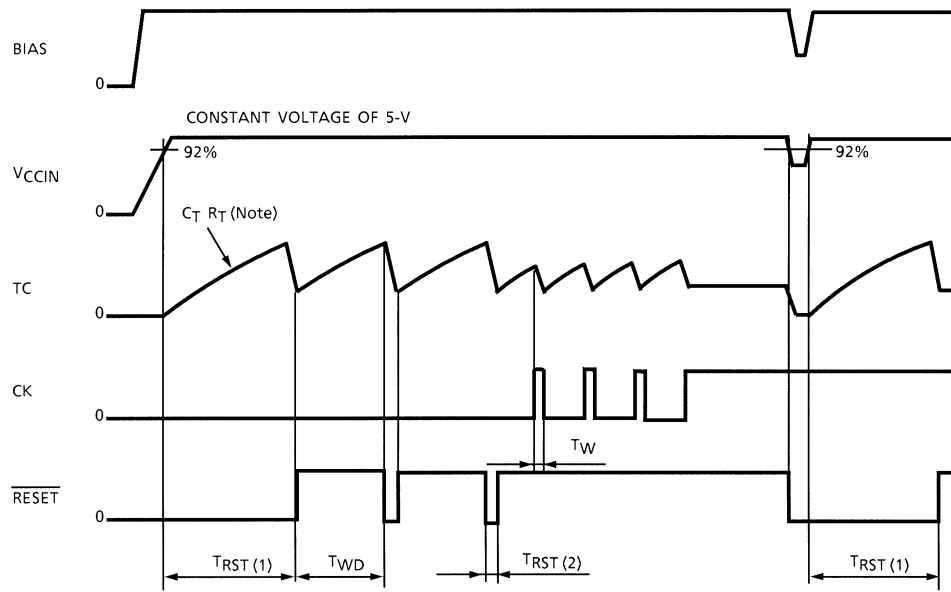 BIAS
0
CONSTANT VOLTAGE OF 5-V
92%
92%
VCCIN
0
CT RT (Note)
TC
0
CK
0
TW
RESET
0
TRST (1)
TWD
TRST (2)
TRST (1)